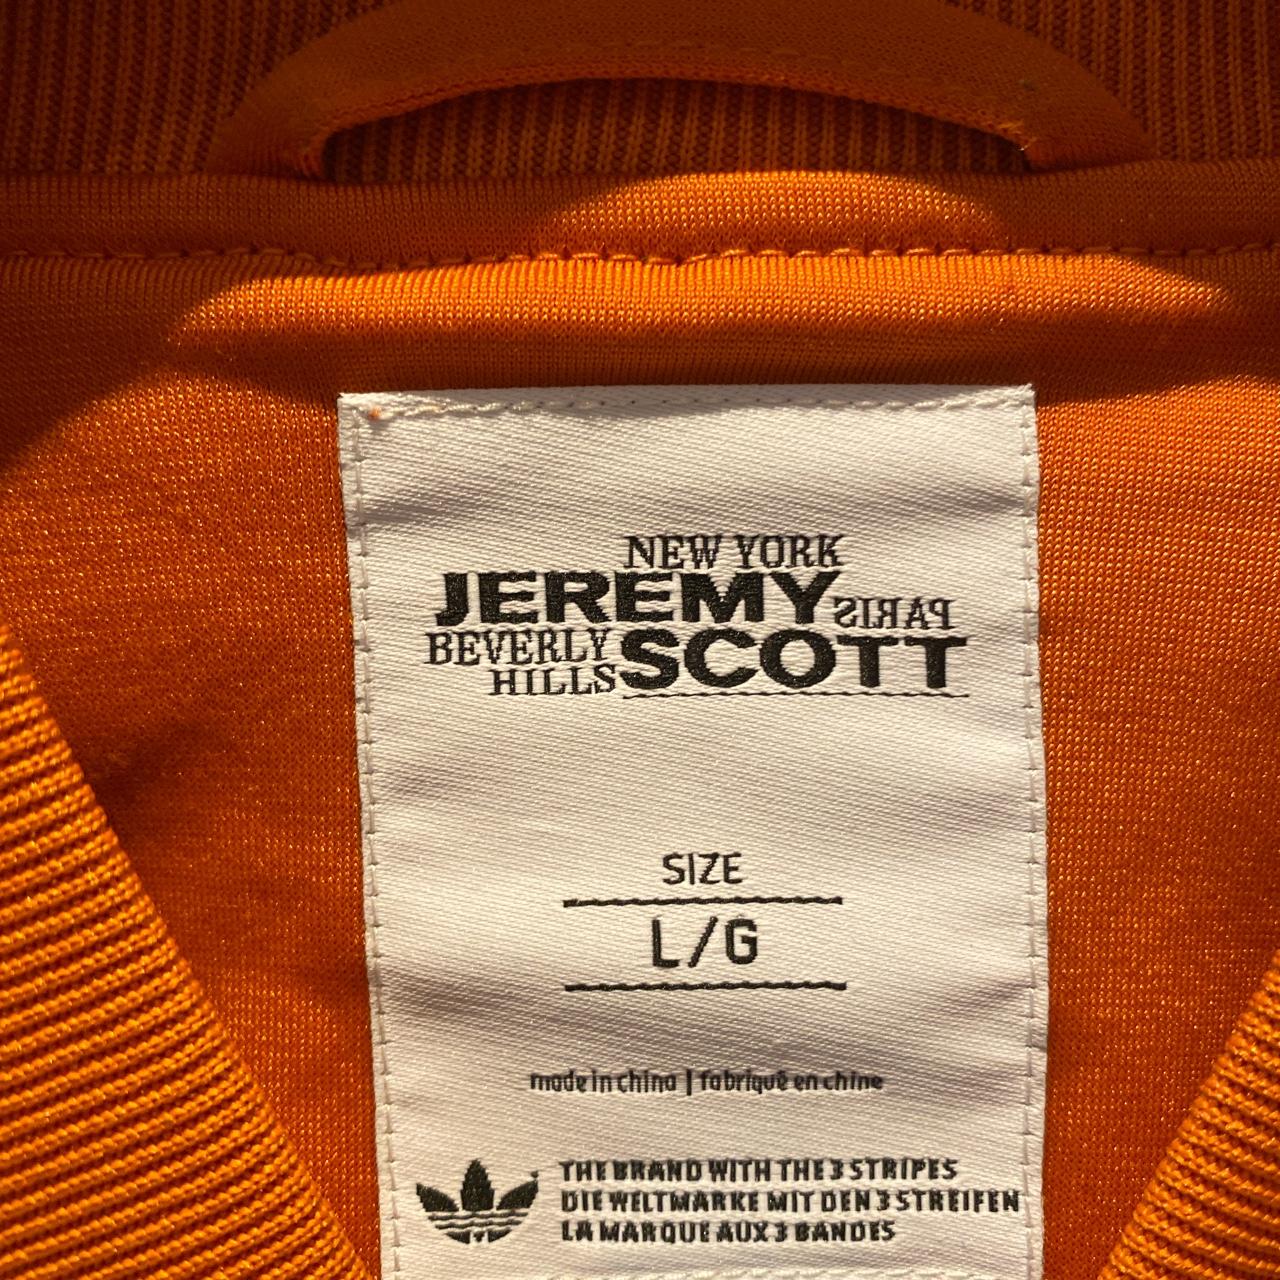 NEW YORK
JEREMY PARIS
BEVERLY SCOTT
HILLS
SIZE
L/G
made in china | fabriqué en chine
THE BRAND WITH THE 3 STRIPES
DIE WELTMARKE MIT DEN 3 STREIFEN
LA MARQUE AUX 3 BANDES